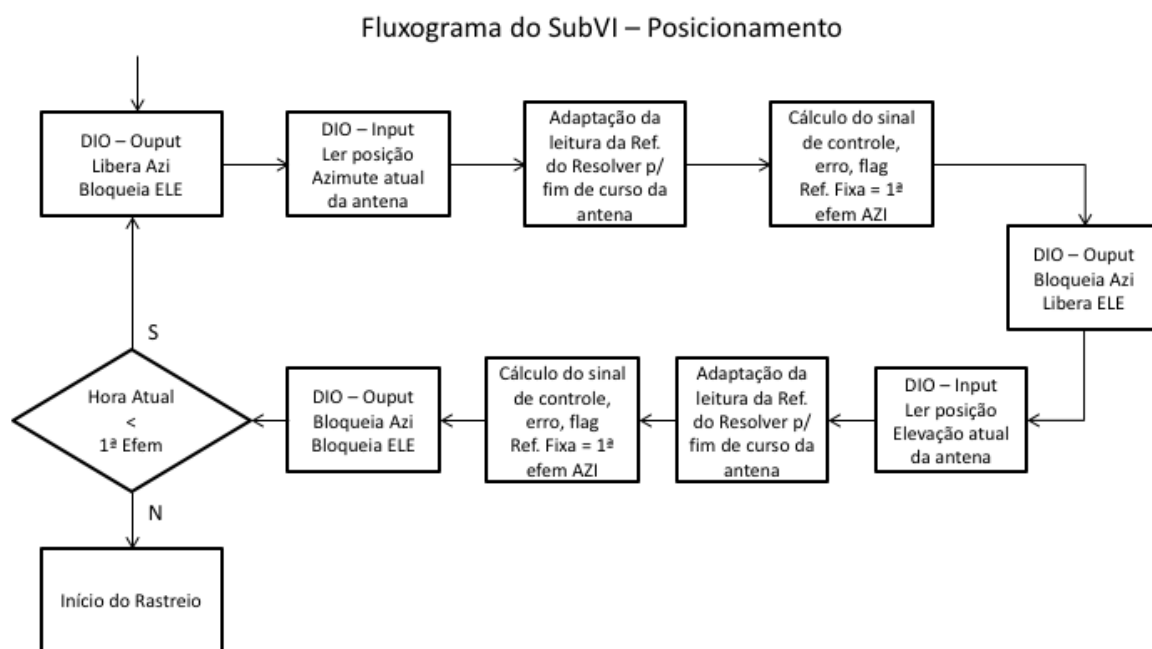 Fluxograma do SubVI – Posicionamento
DIO – Ouput
Libera Azi
Bloqueia ELE
DIO – Input
Ler posição
Azimute atual
da antena
Adaptação da
leitura da Ref.
do Resolver p/
fim de curso da
antena
Cálculo do sinal
de controle,
erro, flag
Ref. Fixa = 1ª
efem AZI
DIO – Ouput
Bloqueia Azi
Libera ELE
DIO – Input
Ler posição
Elevação atual
da antena
Adaptação da
leitura da Ref.
do Resolver p/
fim de curso da
antena
Cálculo do sinal
de controle,
erro, flag
Ref. Fixa = 1ª
efem AZI
DIO – Ouput
Bloqueia Azi
Bloqueia ELE
Hora Atual
<
1ª Efem
S
N
Início do Rastreio